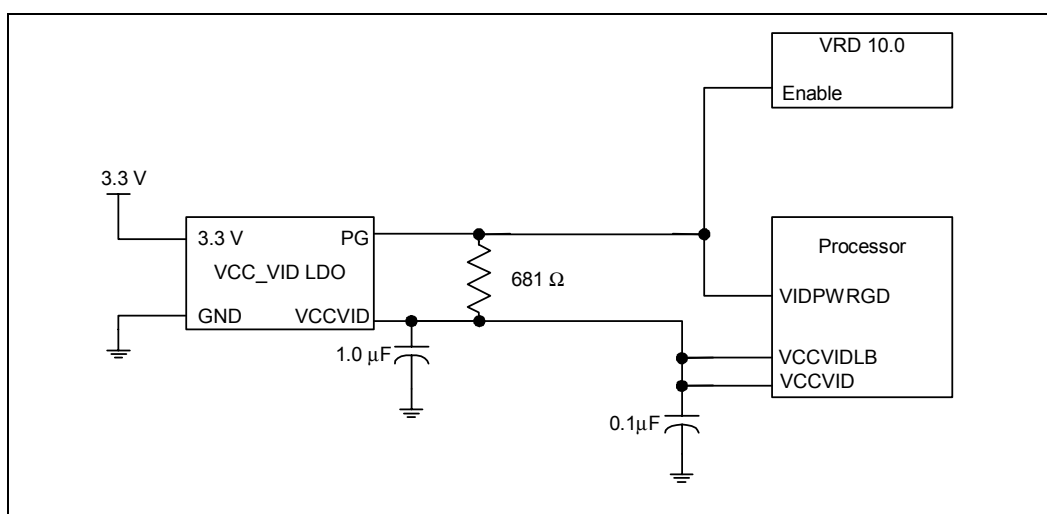 VRD 10.0
Enable
3.3 V
3.3 V
PG
VCC_VID LDO
GND
VCCVID
681 Ω
1.0 µF
Processor
VIDPWRGD
VCCVIDLB
VCCVID
0.1µF